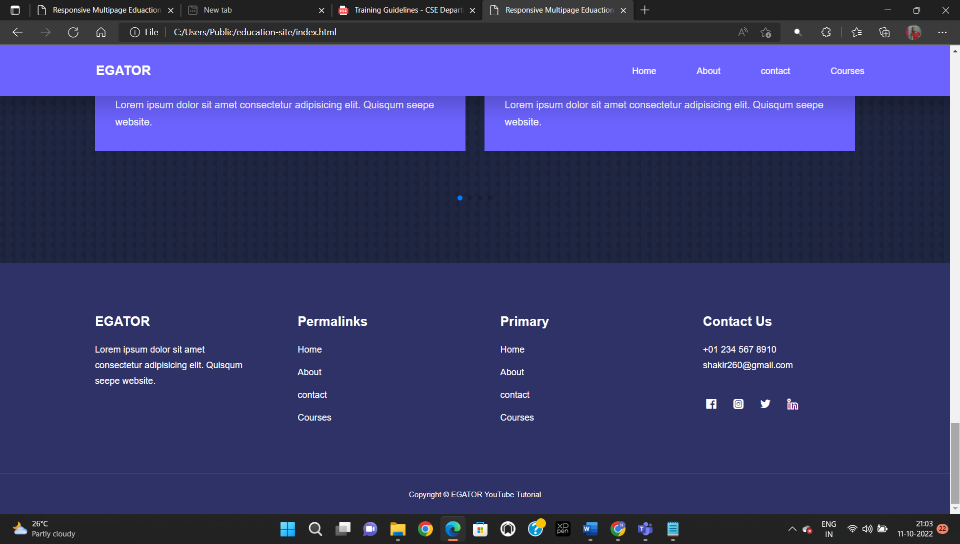 Responsive Multipage Eduaction
New tab
Training Guidelines - CSE Depart
Responsive Multipage Eduaction
File
C:/Users/Public/education-site/index.html
EGATOR
Home
About
contact
Courses
Lorem ipsum dolor sit amet consectetur adipisicing elit. Quisqum seepe
website.
Lorem ipsum dolor sit amet consectetur adipisicing elit. Quisqum seepe
website.
EGATOR
Lorem ipsum dolor sit amet
consectetur adipisicing elit. Quisqum
seepe website.
Permalinks
Home
About
contact
Courses
Primary
Home
About
contact
Courses
Contact Us
+01 234 567 8910
shakir260@gmail.com
Copyright © EGATOR YouTube Tutorial
26°C
Partly cloudy
xp
pen
ENG
IN
21:03
11-10-2022
22